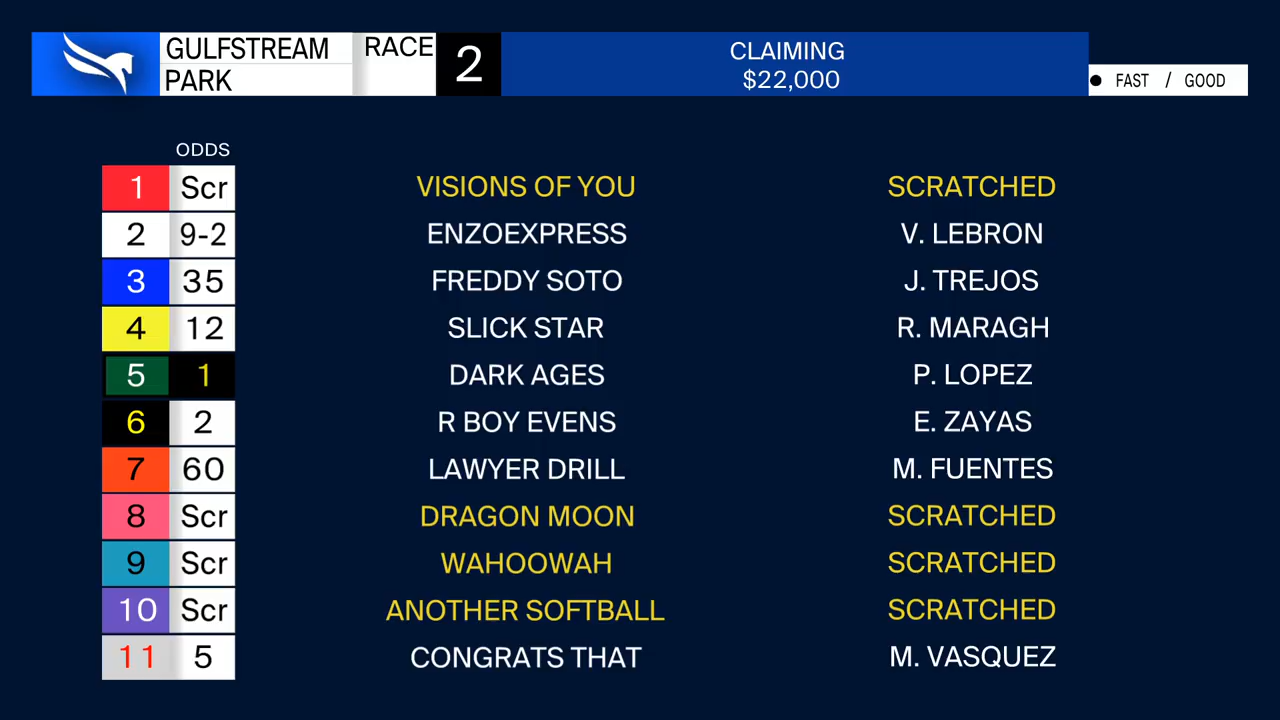 GULFSTREAM PARK RACE 2
CLAIMING
$22,000
FAST / GOOD
ODDS
1 Scr VISIONS OF YOU SCRATCHED
2 9-2 ENZOEXPRESS V. LEBRON
3 35 FREDDY SOTO J. TREJOS
4 12 SLICK STAR R. MARAGH
5 1 DARK AGES P. LOPEZ
6 2 R BOY EVENS E. ZAYAS
7 60 LAWYER DRILL M. FUENTES
8 Scr DRAGON MOON SCRATCHED
9 Scr WAHOOWAH SCRATCHED
10 Scr ANOTHER SOFTBALL SCRATCHED
11 5 CONGRATS THAT M. VASQUEZ